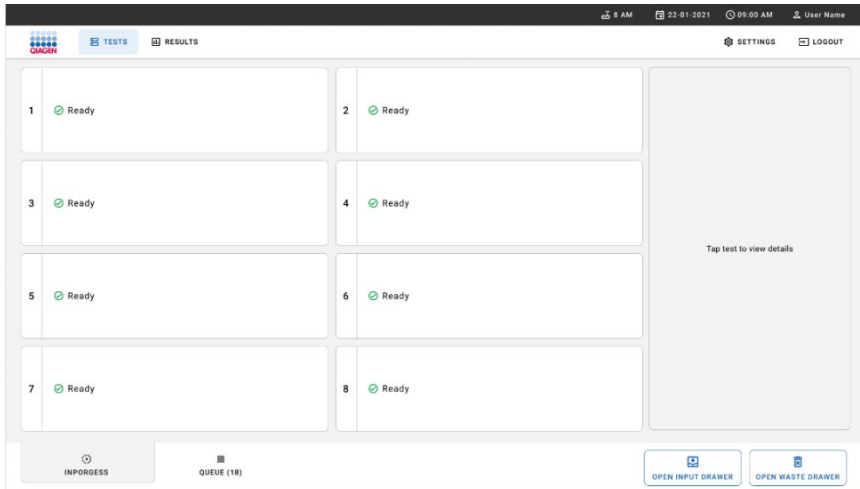 8 AM 22-01-2021 09:00 AM User Name
QIAGEN TESTS RESULTS SETTINGS LOGOUT
1 Ready 2 Ready
3 Ready 4 Ready
Tap test to view details
5 Ready 6 Ready
7 Ready 8 Ready
INPORGESS QUEUE (18) OPEN INPUT DRAWER OPEN WASTE DRAWER